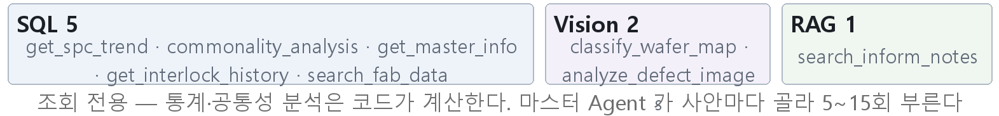 SQL 5
get_spc_trend · commonality_analysis · get_master_info
· get_interlock_history · search_fab_data
Vision 2
classify_wafer_map ·
analyze_defect_image
RAG 1
search_inform_notes
조회 전용 — 통계·공통성 분석은 코드가 계산한다. 마스터 Agent 사안마다 골라 5~15회 부른다